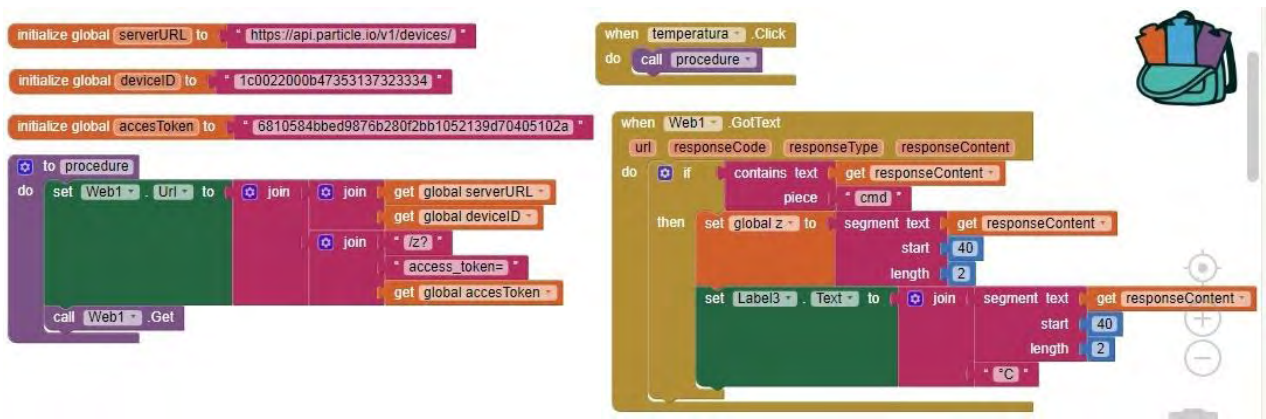 initialize global serverURL to " https://api.particle.io/v1/devices/ "
initialize global deviceID to " 1c0022000b47353137323334 "
initialize global accesToken to " 6810584bbed9876b280f2bb1052139d70405102a "
to procedure
do set Web1 . Url to join join get global serverURL
get global deviceID
join " /z? "
" access_token= "
get global accesToken
call Web1 .Get
when temperatura .Click
do call procedure
when Web1 .GotText
url responseCode responseType responseContent
do if contains text get responseContent
piece " cmd "
then set global z to segment text get responseContent
start 40
length 2
set Label3 . Text to join segment text get responseContent
start 40
length 2
" °C "